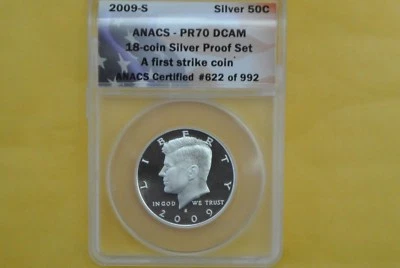 2009-S Silver 50C
ANACS - PR70 DCAM
18-coin Silver Proof Set
A first strike coin
ANACS Certified #622 of 992
LIBERTY
IN GOD WE TRUST
S
2009